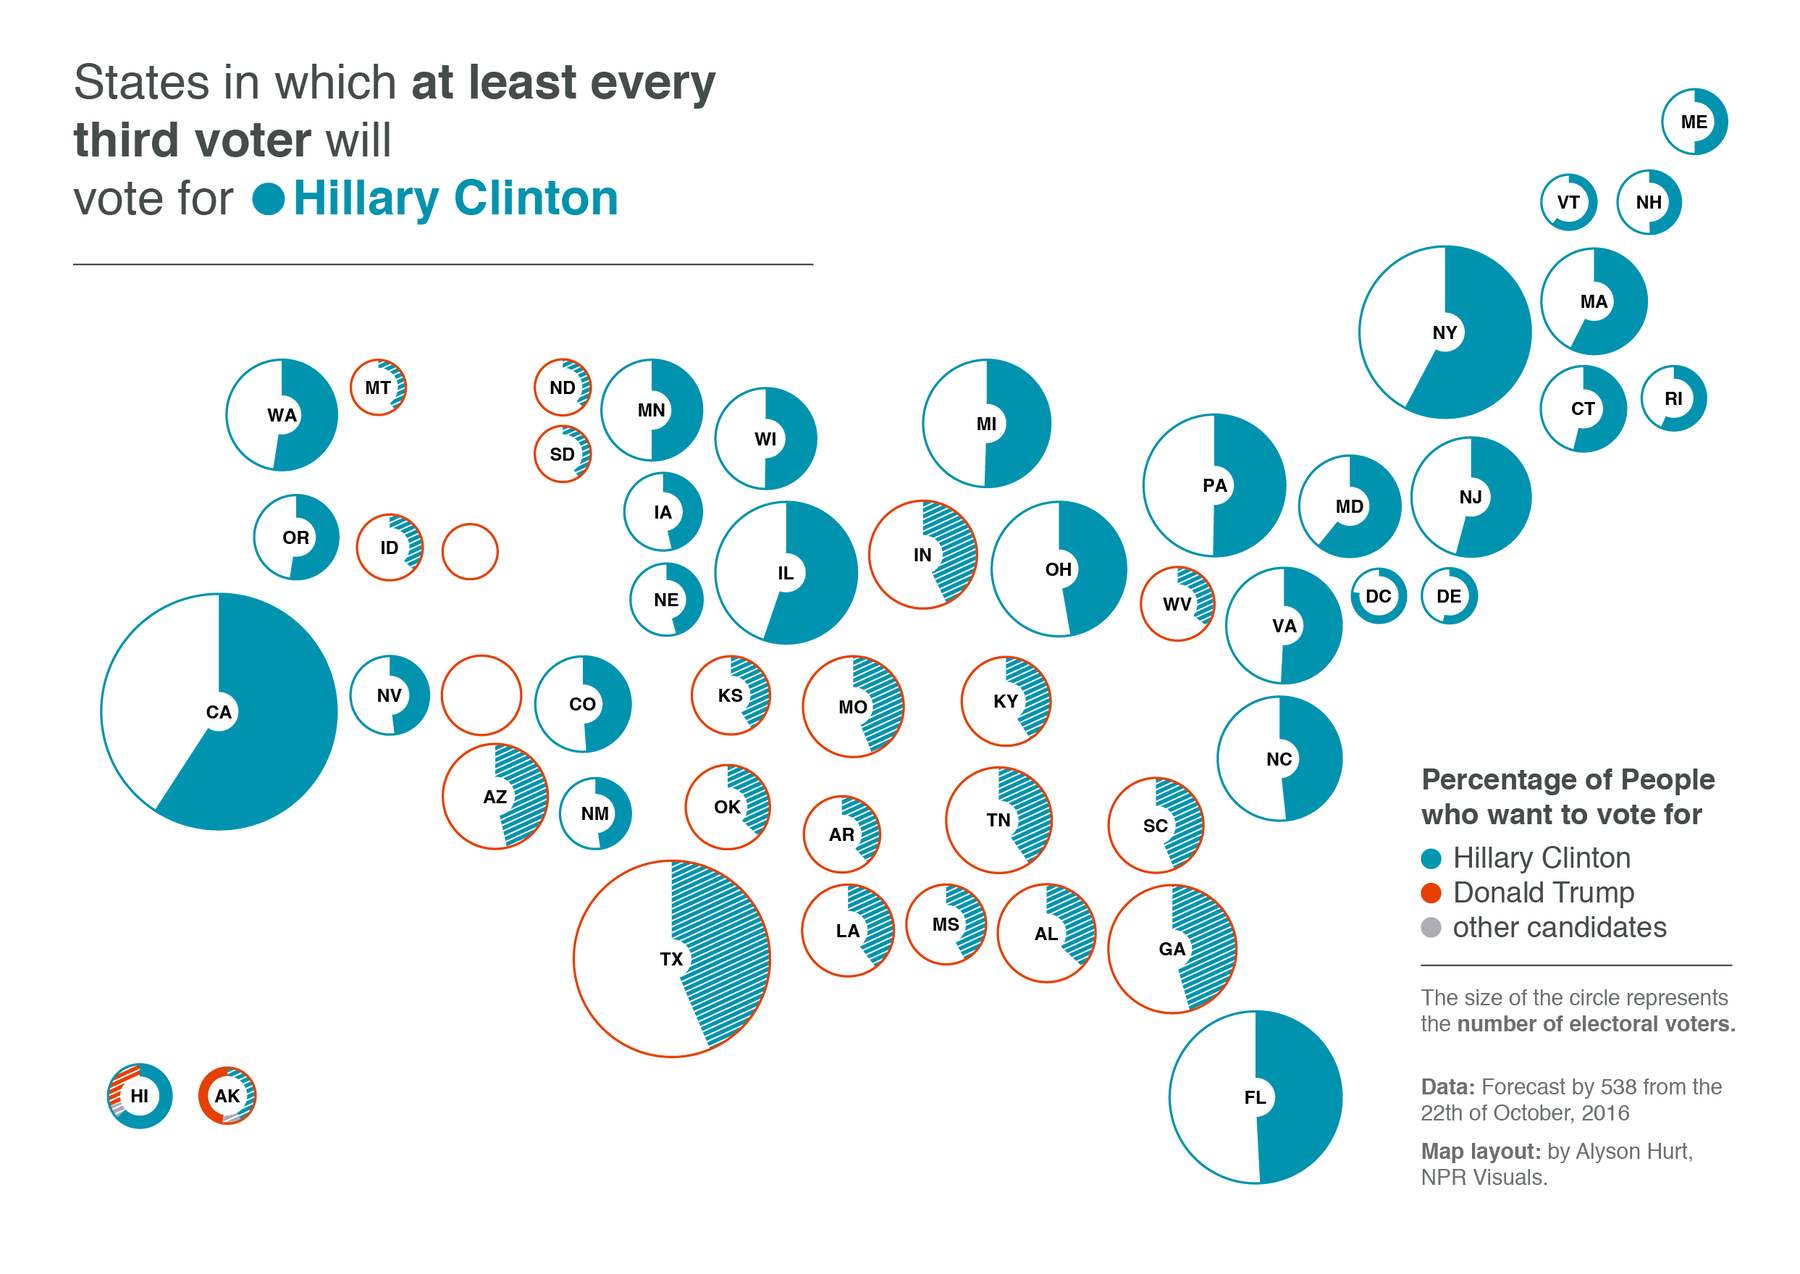 States in which at least every
third voter will
vote for Hillary Clinton
ME
VT
NH
NY
MA
WA
MT
ND
MN
WI
MI
CT
RI
SD
PA
MD
NJ
OR
ID
IA
IL
IN
OH
NE
WV
VA
DC
DE
CA
NV
CO
KS
MO
KY
NC
AZ
NM
OK
AR
TN
SC
TX
LA
MS
AL
GA
HI
AK
FL
Percentage of People
who want to vote for
Hillary Clinton
Donald Trump
other candidates
The size of the circle represents
the number of electoral voters.
Data: Forecast by 538 from the
22th of October, 2016
Map layout: by Alyson Hurt,
NPR Visuals.